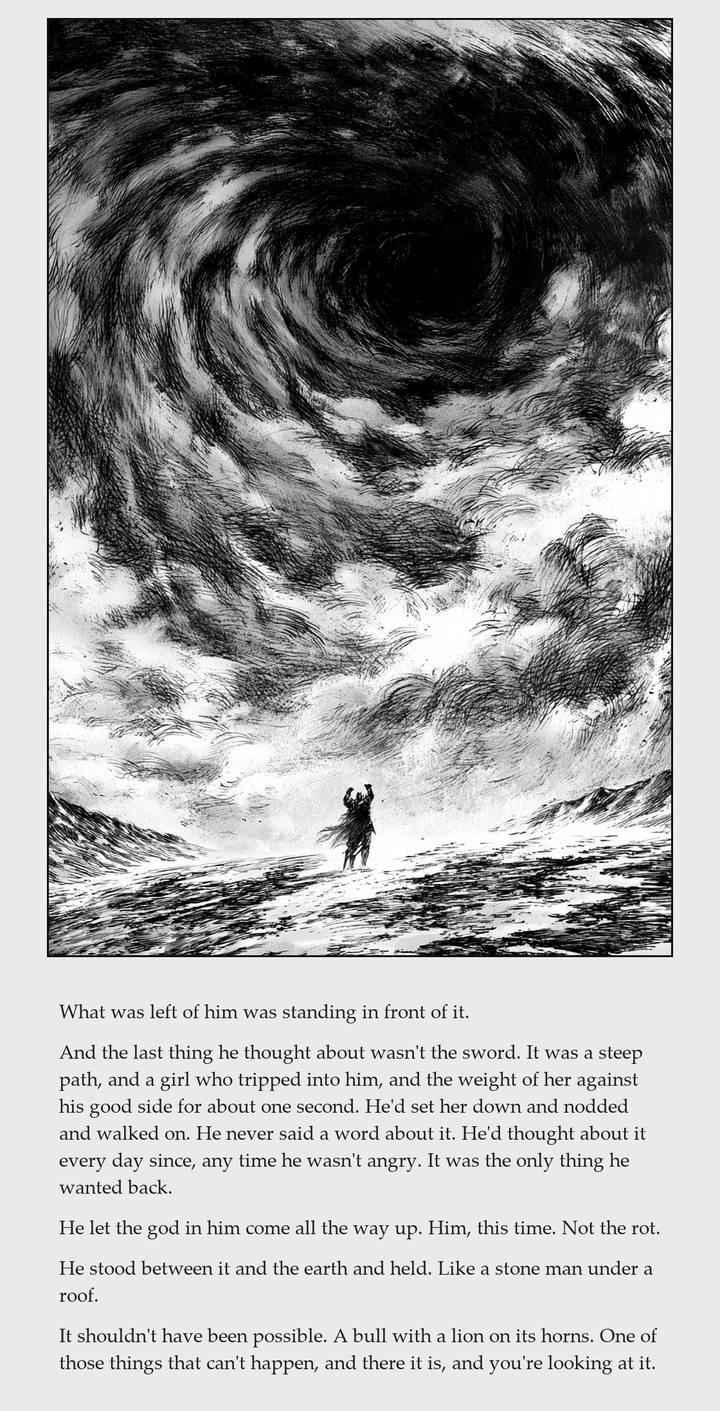 What was left of him was standing in front of it.
And the last thing he thought about wasn't the sword. It was a steep
path, and a girl who tripped into him, and the weight of her against
his good side for about one second. He'd set her down and nodded
and walked on. He never said a word about it. He'd thought about it
every day since, any time he wasn't angry. It was the only thing he
wanted back.
He let the god in him come all the way up. Him, this time. Not the rot.
He stood between it and the earth and held. Like a stone man under a
roof.
It shouldn't have been possible. A bull with a lion on its horns. One of
those things that can't happen, and there it is, and you're looking at it.